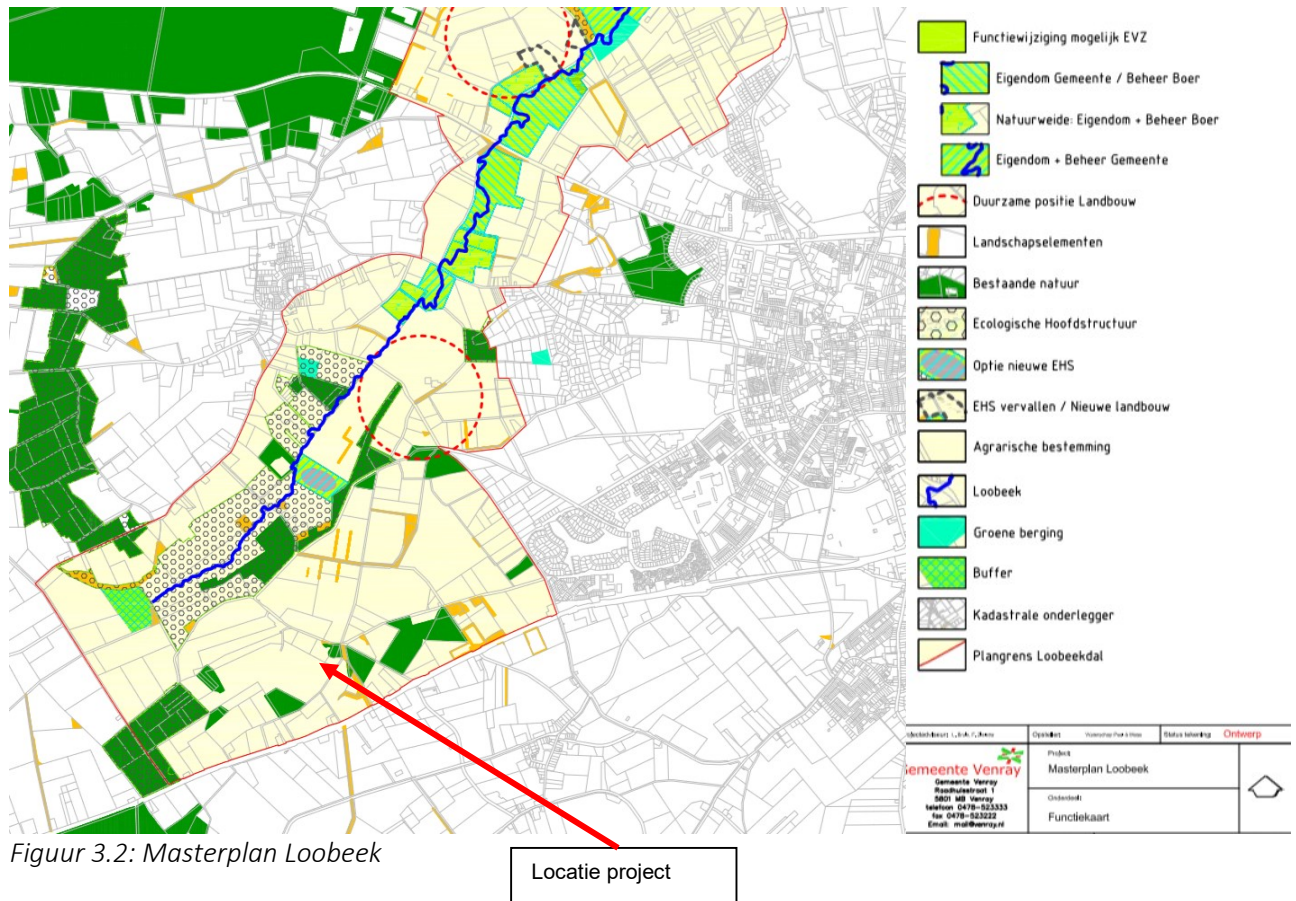 Functiewijziging mogelijk EVZ
Eigendom Gemeente / Beheer Boer
Natuurweide: Eigendom + Beheer Boer
Eigendom + Beheer Gemeente
Duurzame positie Landbouw
Landschapselementen
Bestaande natuur
Ecologische Hoofdstructuur
Optie nieuwe EHS
EHS vervallen / Nieuwe landbouw
Agrarische bestemming
Loobeek
Groene berging
Buffer
Kadastrale onderlegger
Plangrens Loobeekdal
Opsteller:
Status tekening: Ontwerp
Gemeente Venray
Gemeente Venray
Raadhuisstraat 1
5801 MB Venray
telefoon 0478-523333
fax 0478-523222
Email: mail@venray.nl
Project:
Masterplan Loobeek
Onderdeel:
Functiekaart
Figuur 3.2: Masterplan Loobeek
Locatie project